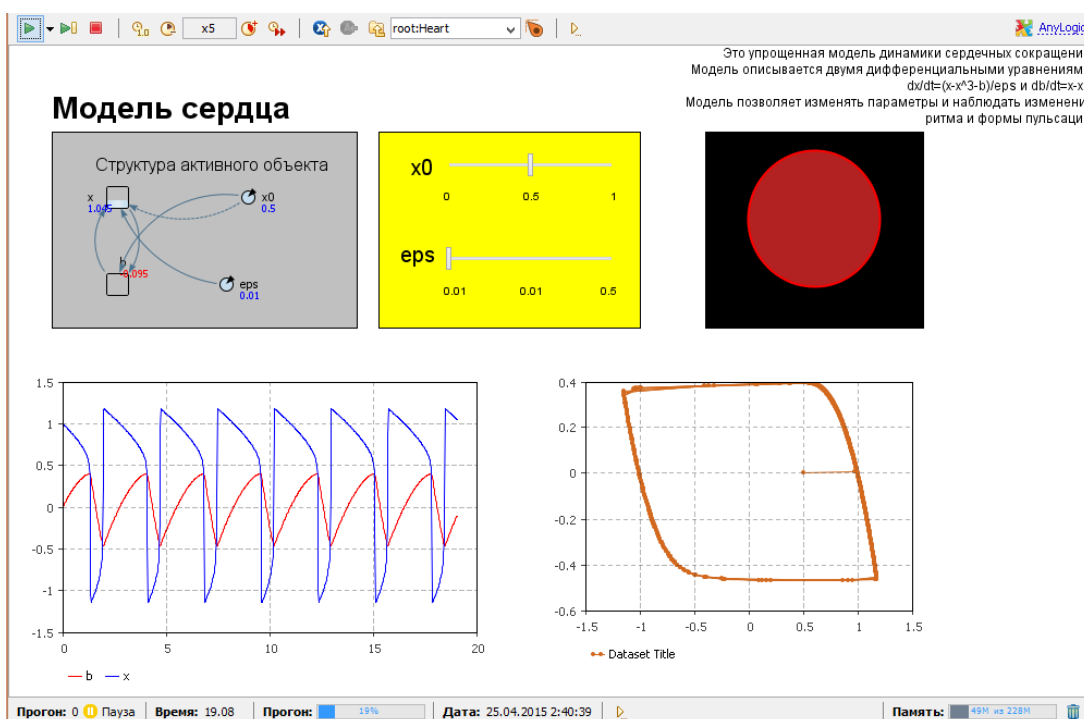 x5
root:Heart
AnyLogic
Это упрощенная модель динамики сердечных сокращени
Модель описывается двумя дифференциальными уравнениям
dx/dt=(x-x^3-b)/eps и db/dt=x-x
Модель позволяет изменять параметры и наблюдать изменени
ритма и формы пульсаци
Модель сердца
Структура активного объекта
x
1.045
x0
0.5
b
-0.095
eps
0.01
x0
0 0.5 1
eps
0.01 0.01 0.5
1.5
1
0.5
0
-0.5
-1
-1.5
0 5 10 15 20
b x
0.4
0.2
0
-0.2
-0.4
-0.6
-1.5 -1 -0.5 0 0.5 1 1.5
Dataset Title
Прогон: 0 Пауза Время: 19.08 Прогон: 19% Дата: 25.04.2015 2:40:39 Память: 49M из 228M